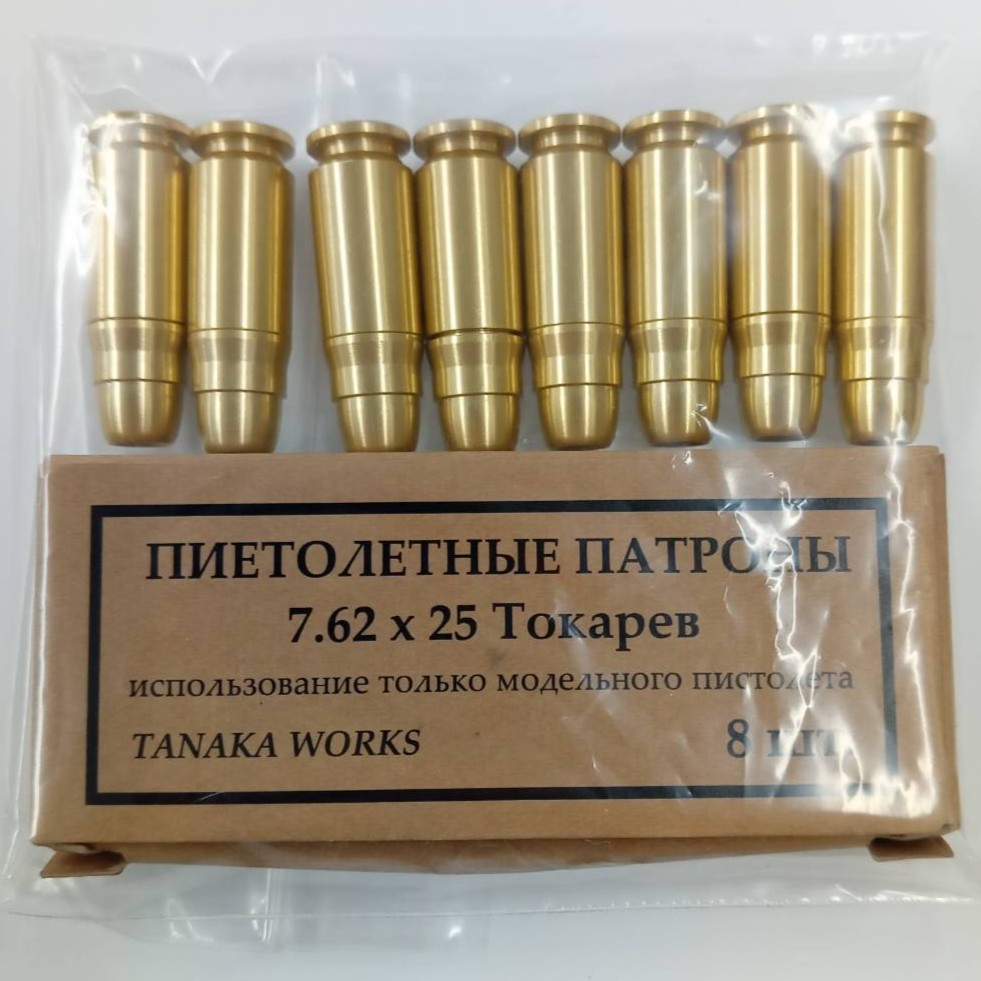 ПИЕТОЛЕТНЫЕ ПАТРОНЫ
7.62 x 25 Токарев
использование только модельного пистолета
TANAKA WORKS
8 шт.